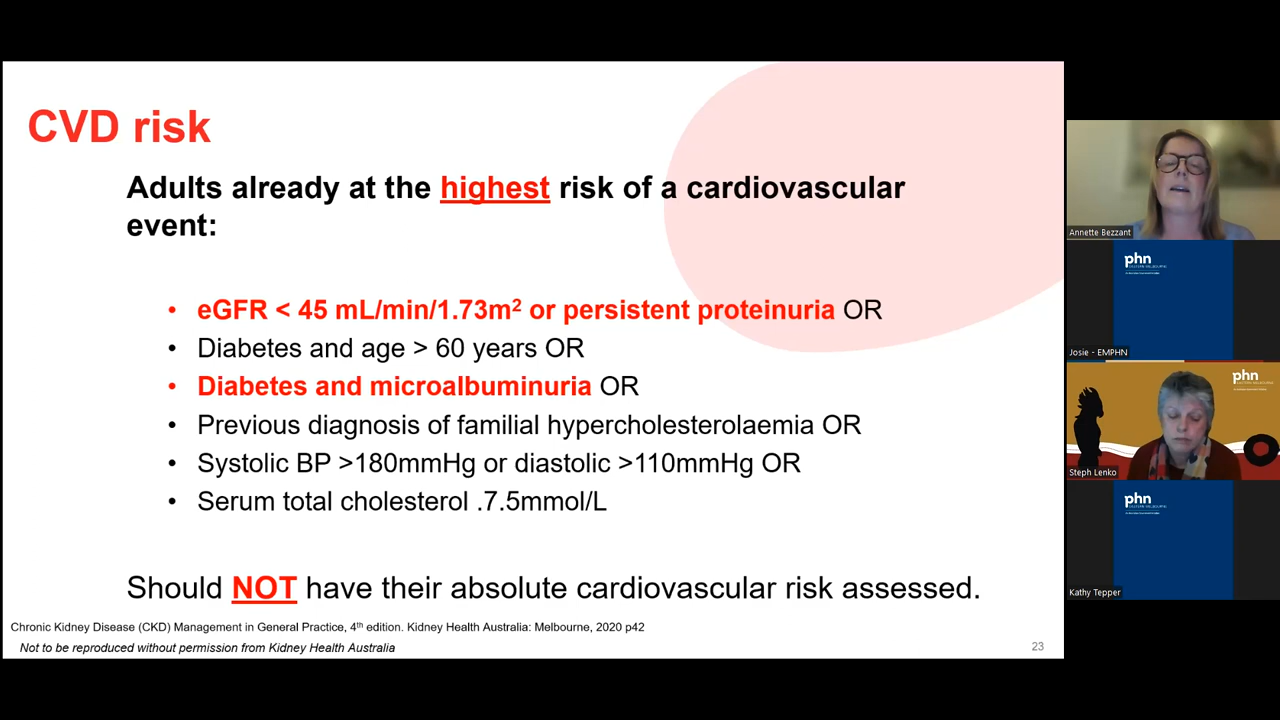 CVD risk
Adults already at the highest risk of a cardiovascular
event:
• eGFR < 45 mL/min/1.73m² or persistent proteinuria OR
• Diabetes and age > 60 years OR
• Diabetes and microalbuminuria OR
• Previous diagnosis of familial hypercholesterolaemia OR
• Systolic BP >180mmHg or diastolic >110mmHg OR
• Serum total cholesterol .7.5mmol/L
Should NOT have their absolute cardiovascular risk assessed.
Chronic Kidney Disease (CKD) Management in General Practice, 4th edition. Kidney Health Australia: Melbourne, 2020 p42
Not to be reproduced without permission from Kidney Health Australia
23
Annette Bezzant
phn
Josie - EMPHN
phn
Steph Lenko
phn
Kathy Tepper